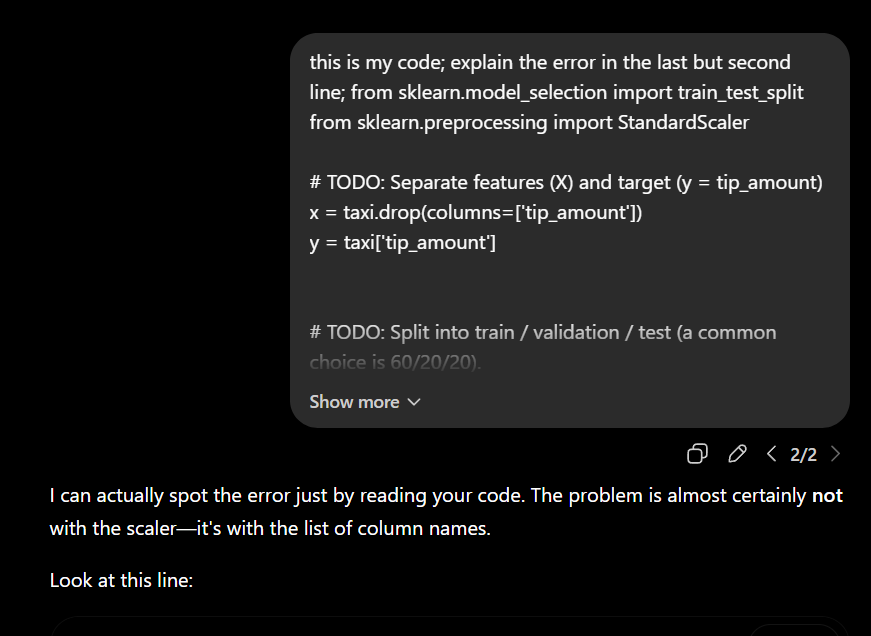 this is my code; explain the error in the last but second
line; from sklearn.model_selection import train_test_split
from sklearn.preprocessing import StandardScaler
# TODO: Separate features (X) and target (y = tip_amount)
x = taxi.drop(columns=['tip_amount'])
y = taxi['tip_amount']
# TODO: Split into train / validation / test (a common
choice is 60/20/20).
Show more
2/2
I can actually spot the error just by reading your code. The problem is almost certainly not
with the scaler—it's with the list of column names.
Look at this line: